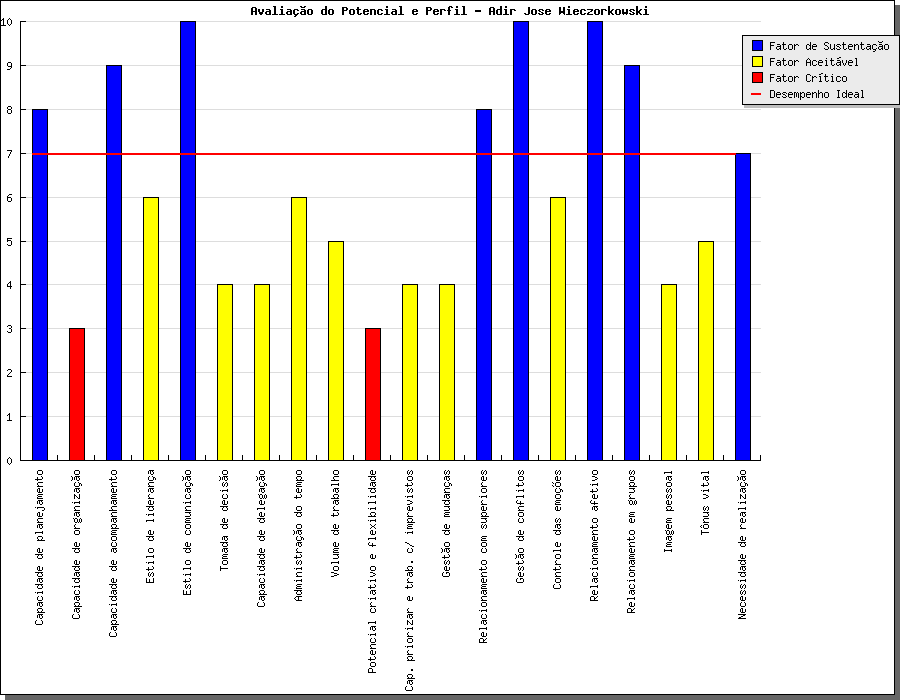 Avaliação do Potencial e Perfil - Adir Jose Wieczorkowski
Fator de Sustentação
Fator Aceitável
Fator Crítico
Desempenho Ideal
10
9
8
7
6
5
4
3
2
1
0
Capacidade de planejamento
Capacidade de organização
Capacidade de acompanhamento
Estilo de liderança
Estilo de comunicação
Tomada de decisão
Capacidade de delegação
Administração do tempo
Volume de trabalho
Potencial criativo e flexibilidade
Cap. priorizar e trab. c/ imprevistos
Gestão de mudanças
Relacionamento com superiores
Gestão de conflitos
Controle das emoções
Relacionamento afetivo
Relacionamento em grupos
Imagem pessoal
Tônus vital
Necessidade de realização